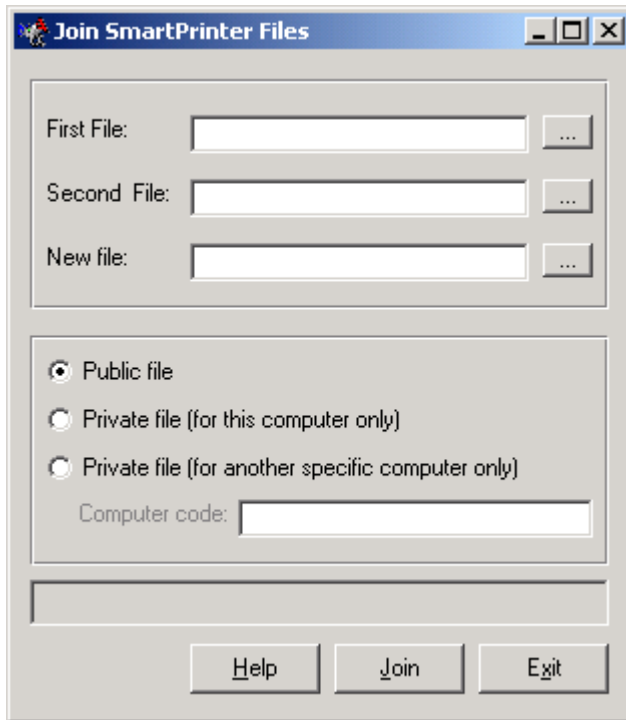 Join SmartPrinter Files
First File:
...
Second  File:
...
New file:
...
Public file
Private file (for this computer only)
Private file (for another specific computer only)
Computer code:
Help
Join
Exit